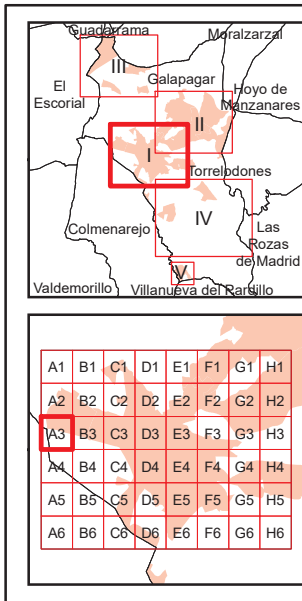 Guadarrama
Moralzarzal
III
El
Escorial
Galapagar
Hoyo de
Manzanares
II
I
Torrelodones
IV
Colmenarejo
Las
Rozas
de Madrid
V
Valdemorillo
Villanueva del Pardillo
A1 B1 C1 D1 E1 F1 G1 H1
A2 B2 C2 D2 E2 F2 G2 H2
A3 B3 C3 D3 E3 F3 G3 H3
A4 B4 C4 D4 E4 F4 G4 H4
A5 B5 C5 D5 E5 F5 G5 H5
A6 B6 C6 D6 E6 F6 G6 H6